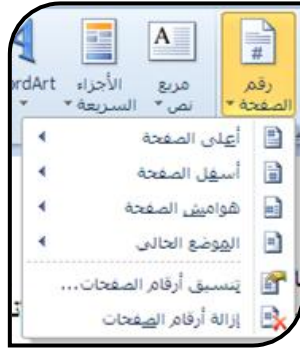 رقم الصفحة
مربع نص
الأجزاء السريعة
rdArt
أعلى الصفحة
أسفل الصفحة
هوامش الصفحة
الموضع الحالي
تنسيق أرقام الصفحات...
إزالة أرقام الصفحات